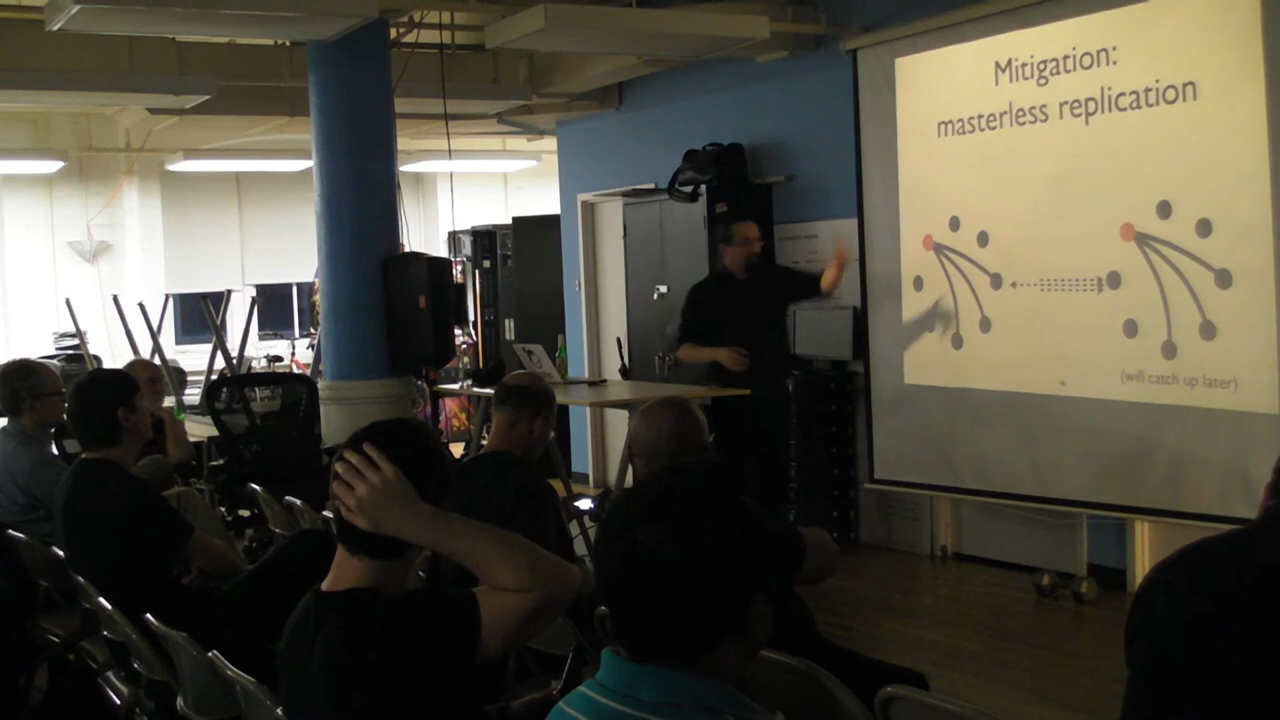 Mitigation:
masterless replication
(will catch up later)